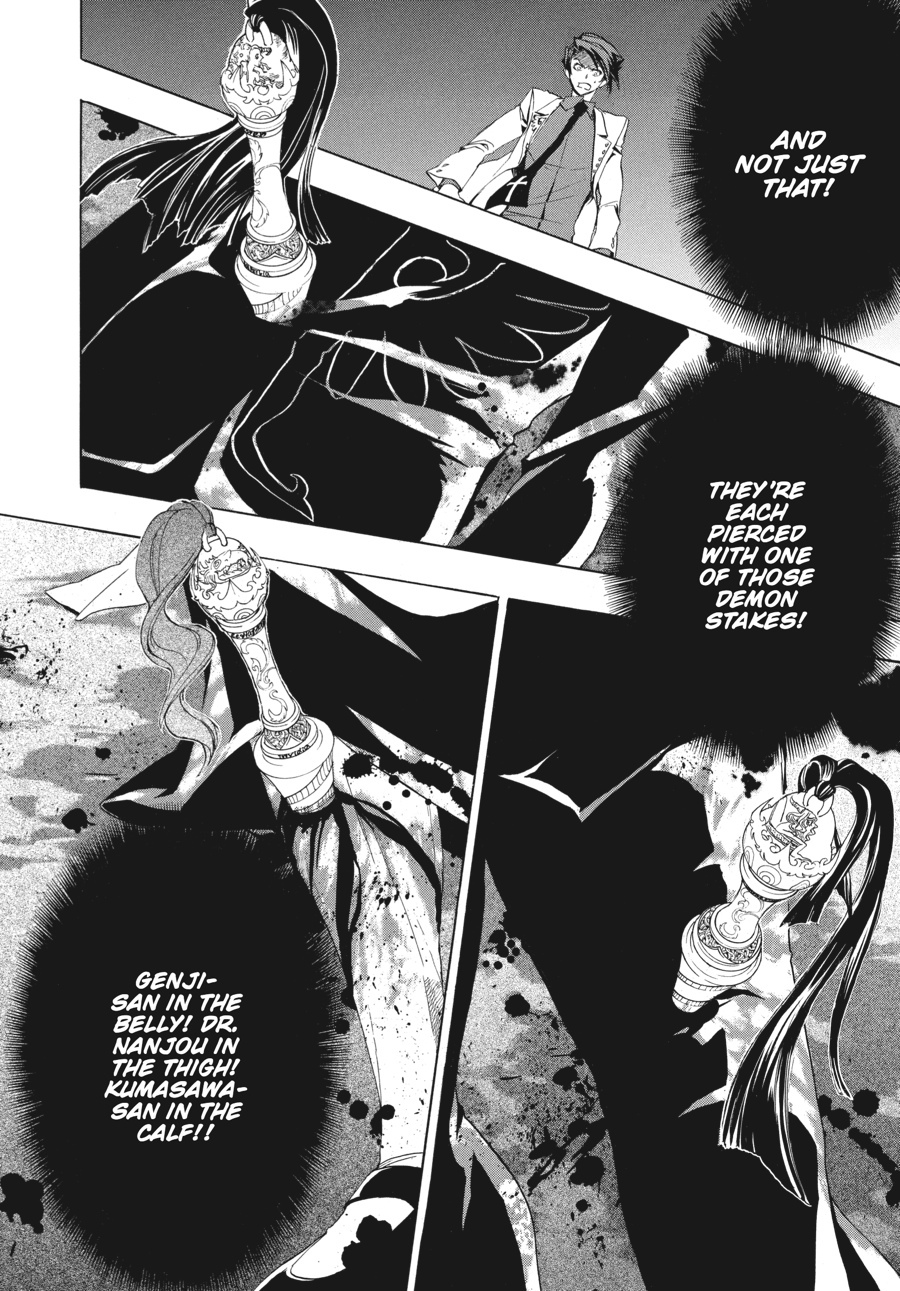 AND
NOT JUST
THAT!
THEY'RE
EACH
PIERCED
WITH ONE
OF THOSE
DEMON
STAKES!
GENJI-
SAN IN THE
BELLY! DR.
NANJOU IN
THE THIGH!
KUMASAWA-
SAN IN THE
CALF!!